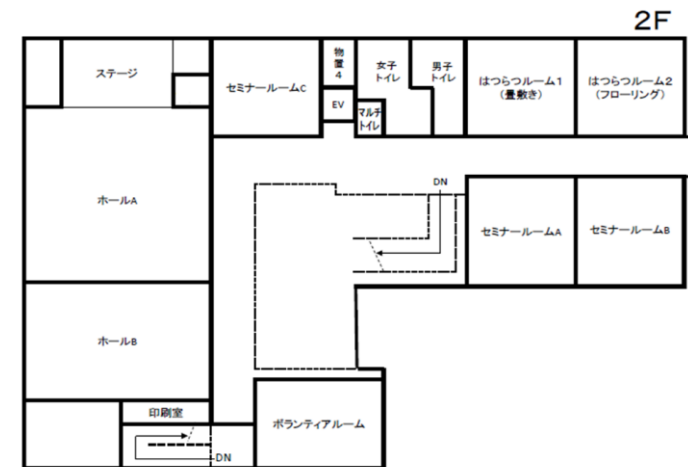 2F
ステージ
セミナールームC
物
置
4
EV
女子
トイレ
マルチ
トイレ
男子
トイレ
はつらつルーム1
(畳敷き)
はつらつルーム2
(フローリング)
ホールA
DN
セミナールームA
セミナールームB
ホールB
印刷室
ボランティアルーム
DN